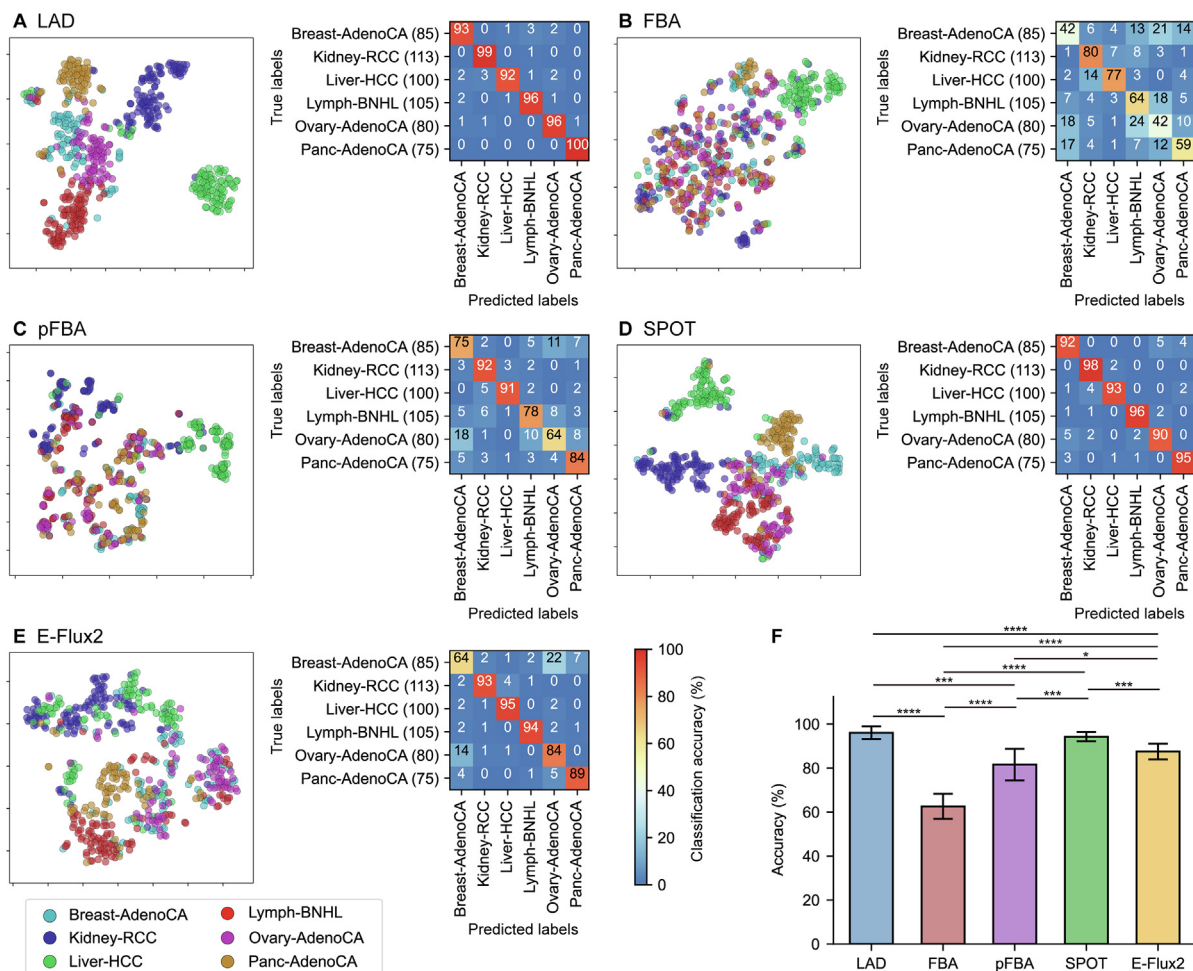 A LAD
True labels
Breast-AdenoCA (85) 93 0 1 3 2 0
Kidney-RCC (113) 0 99 0 0 0 0
Liver-HCC (100) 2 3 92 1 2 0
Lymph-BNHL (105) 2 0 1 96 1 0
Ovary-AdenoCA (80) 1 1 0 1 96 1
Panc-AdenoCA (75) 0 0 0 0 0 100
Breast-AdenoCA
Kidney-RCC
Liver-HCC
Lymph-BNHL
Ovary-AdenoCA
Panc-AdenoCA
Predicted labels
B FBA
True labels
Breast-AdenoCA (85) 42 6 4 13 21 14
Kidney-RCC (113) 1 80 7 8 3 1
Liver-HCC (100) 2 14 77 3 0 4
Lymph-BNHL (105) 7 4 3 64 18 5
Ovary-AdenoCA (80) 18 5 1 24 42 10
Panc-AdenoCA (75) 17 4 1 7 12 59
Breast-AdenoCA
Kidney-RCC
Liver-HCC
Lymph-BNHL
Ovary-AdenoCA
Panc-AdenoCA
Predicted labels
C pFBA
True labels
Breast-AdenoCA (85) 75 2 0 5 11 7
Kidney-RCC (113) 3 92 3 2 0 1
Liver-HCC (100) 0 5 91 2 0 2
Lymph-BNHL (105) 5 6 1 78 8 3
Ovary-AdenoCA (80) 18 1 0 10 64 8
Panc-AdenoCA (75) 5 3 1 3 4 84
Breast-AdenoCA
Kidney-RCC
Liver-HCC
Lymph-BNHL
Ovary-AdenoCA
Panc-AdenoCA
Predicted labels
D SPOT
True labels
Breast-AdenoCA (85) 92 0 0 0 5 4
Kidney-RCC (113) 0 98 2 0 0 0
Liver-HCC (100) 1 4 93 0 0 2
Lymph-BNHL (105) 1 1 0 96 2 0
Ovary-AdenoCA (80) 5 2 0 2 90 0
Panc-AdenoCA (75) 3 0 1 1 0 95
Breast-AdenoCA
Kidney-RCC
Liver-HCC
Lymph-BNHL
Ovary-AdenoCA
Panc-AdenoCA
Predicted labels
E E-Flux2
True labels
Breast-AdenoCA (85) 64 2 1 2 22 7
Kidney-RCC (113) 2 93 4 1 0 0
Liver-HCC (100) 2 1 95 0 2 0
Lymph-BNHL (105) 2 1 0 94 2 1
Ovary-AdenoCA (80) 14 1 1 0 84 0
Panc-AdenoCA (75) 4 0 0 1 5 89
Breast-AdenoCA
Kidney-RCC
Liver-HCC
Lymph-BNHL
Ovary-AdenoCA
Panc-AdenoCA
Predicted labels
100
80
60
40
20
0
Classification accuracy (%)
Breast-AdenoCA
Kidney-RCC
Liver-HCC
Lymph-BNHL
Ovary-AdenoCA
Panc-AdenoCA
F
****
****
*
****
***
***
***
****
****
Accuracy (%)
100
80
60
40
20
0
LAD FBA pFBA SPOT E-Flux2